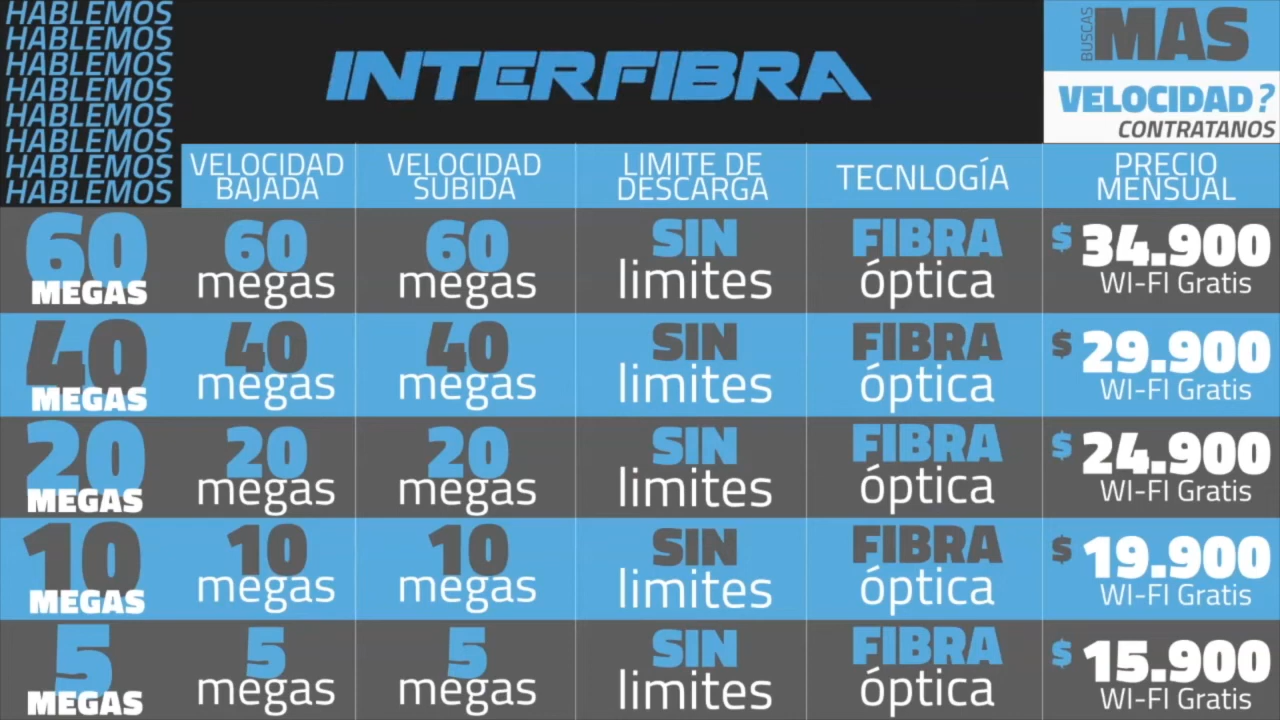 HABLEMOS
HABLEMOS
HABLEMOS
HABLEMOS
HABLEMOS
HABLEMOS
HABLEMOS
HABLEMOS
INTERFIBRA
BUSCAS
MAS
VELOCIDAD?
CONTRATANOS
VELOCIDAD
BAJADA
VELOCIDAD
SUBIDA
LIMITE DE
DESCARGA
TECNLOGÍA
PRECIO
MENSUAL
60
MEGAS
60
megas
60
megas
SIN
limites
FIBRA
óptica
$ 34.900
WI-FI Gratis
40
MEGAS
40
megas
40
megas
SIN
limites
FIBRA
óptica
$ 29.900
WI-FI Gratis
20
MEGAS
20
megas
20
megas
SIN
limites
FIBRA
óptica
$ 24.900
WI-FI Gratis
10
MEGAS
10
megas
10
megas
SIN
limites
FIBRA
óptica
$ 19.900
WI-FI Gratis
5
MEGAS
5
megas
5
megas
SIN
limites
FIBRA
óptica
$ 15.900
WI-FI Gratis